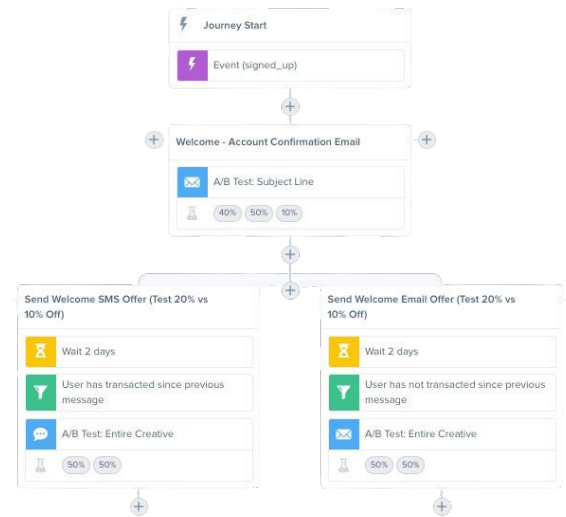 Journey Start
Event (signed_up)
Welcome - Account Confirmation Email
A/B Test: Subject Line
40% 50% 10%
Send Welcome SMS Offer (Test 20% vs
10% Off)
Wait 2 days
User has transacted since previous
message
A/B Test: Entire Creative
50% 50%
Send Welcome Email Offer (Test 20% vs
10% Off)
Wait 2 days
User has not transacted since previous
message
A/B Test: Entire Creative
50% 50%